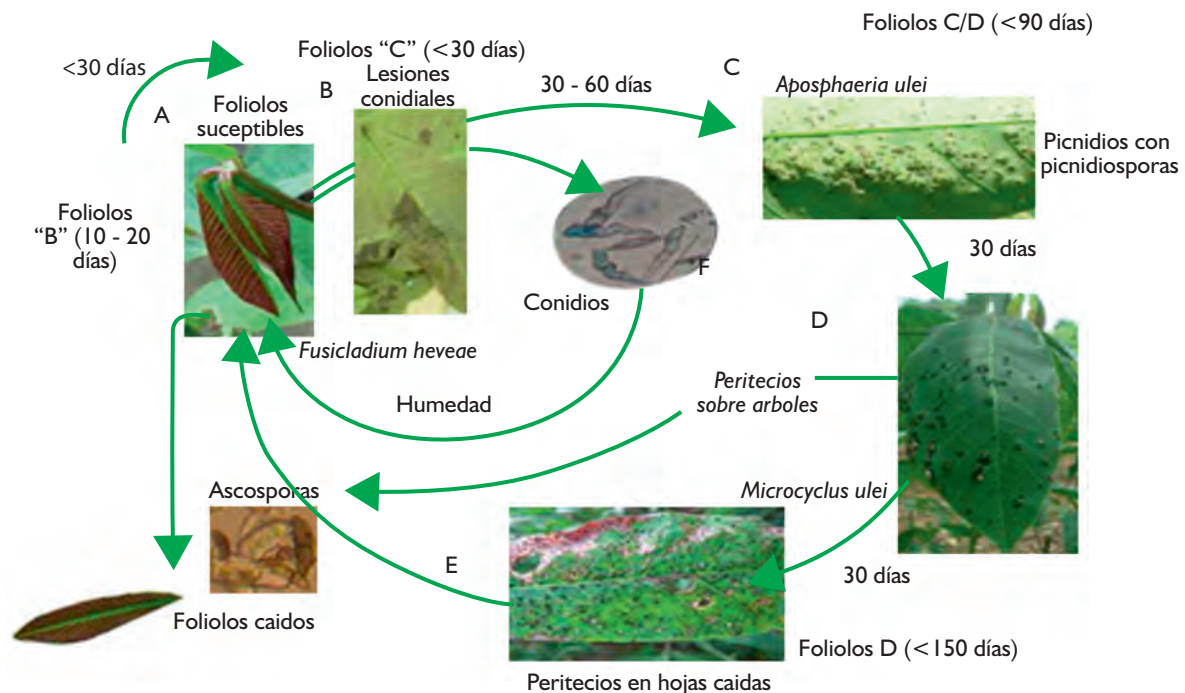 Foliolos C/D (<90 días)
Foliolos “C” (<30 días)
<30 días
A
Foliolos
suceptibles
B
Lesiones
conidiales
30 - 60 días
C
Aposphaeria ulei
Picnidios con
picnidiosporas
Foliolos
“B” (10 - 20
días)
F
Conidios
30 días
D
Fusicladium heveae
Humedad
Peritecios
sobre arboles
Ascosporas
Microcyclus ulei
E
30 días
Foliolos caidos
Foliolos D (<150 días)
Peritecios en hojas caidas